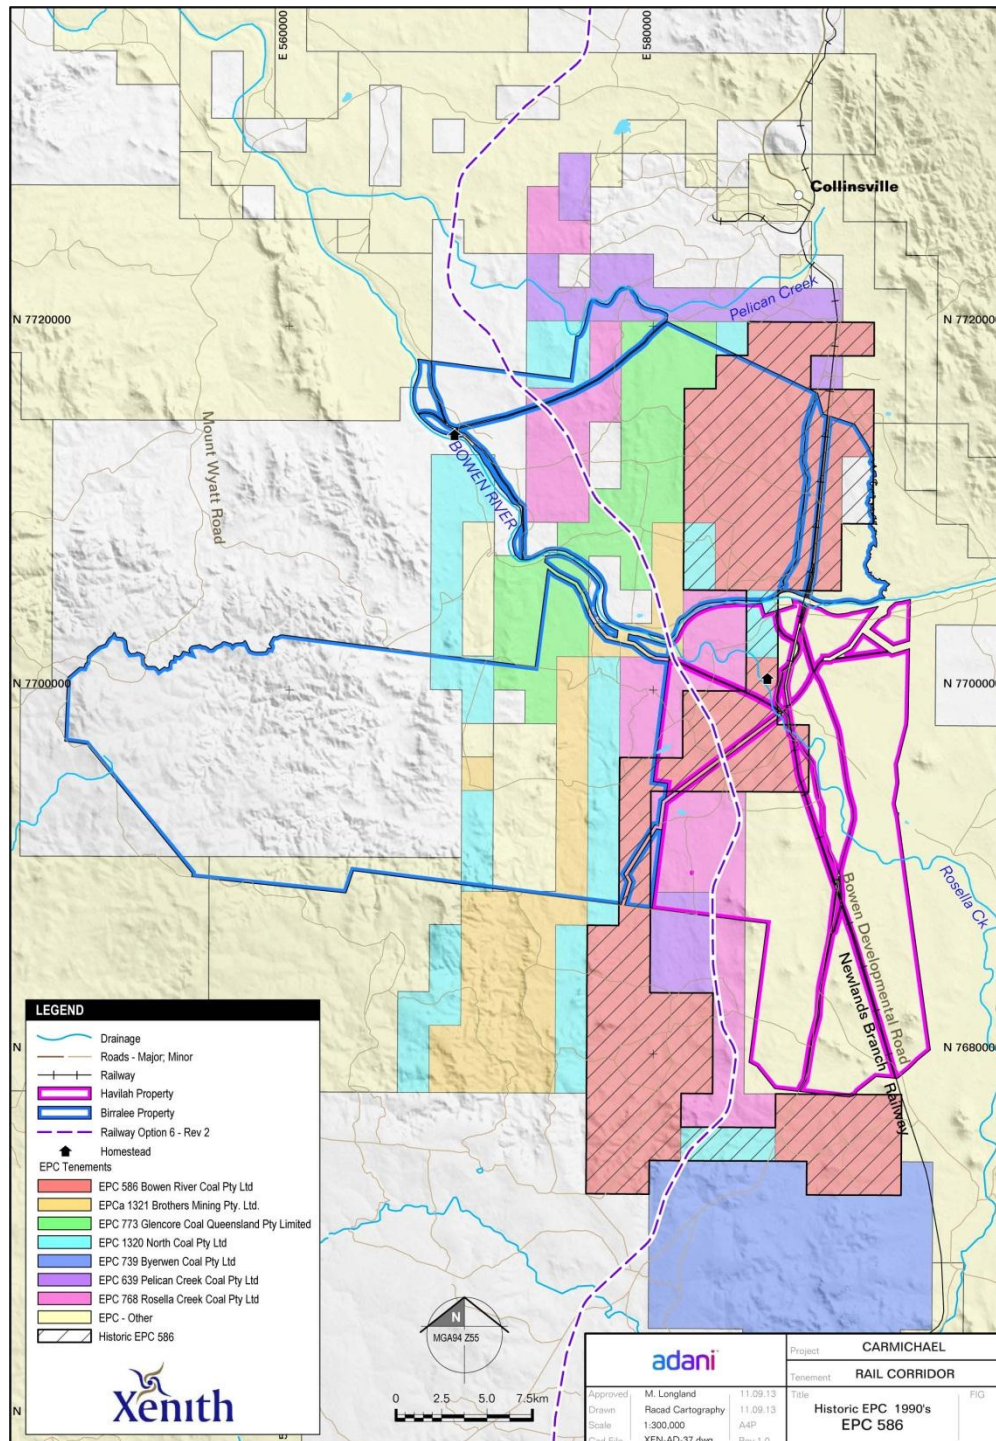 E 560000
E 580000
Collinsville
Pelican Creek
N 7720000
N 7720000
Mount Wyatt Road
BOWEN RIVER
N 7700000
N 770000
Rosella Ck
Bowen Developmental Road
Newlands Branch Railway
N
N 768000
LEGEND
Drainage
Roads - Major; Minor
Railway
Havilah Property
Birralee Property
Railway Option 6 - Rev 2
Homestead
EPC Tenements
EPC 586 Bowen River Coal Pty Ltd
EPCa 1321 Brothers Mining Pty. Ltd.
EPC 773 Glencore Coal Queensland Pty Limited
EPC 1320 North Coal Pty Ltd
EPC 739 Byerwen Coal Pty Ltd
EPC 639 Pelican Creek Coal Pty Ltd
EPC 768 Rosella Creek Coal Pty Ltd
EPC - Other
Historic EPC 586
Xenith
N
MGA94 Z55
0 2.5 5.0 7.5km
N
adani
Project CARMICHAEL
Tenement RAIL CORRIDOR
Approved M. Longland 11.09.13
Drawn Racad Cartography 11.09.13
Scale 1:300,000 A4P
Title FIG
Historic EPC 1990's
EPC 586
XEN-AD-37.dwg